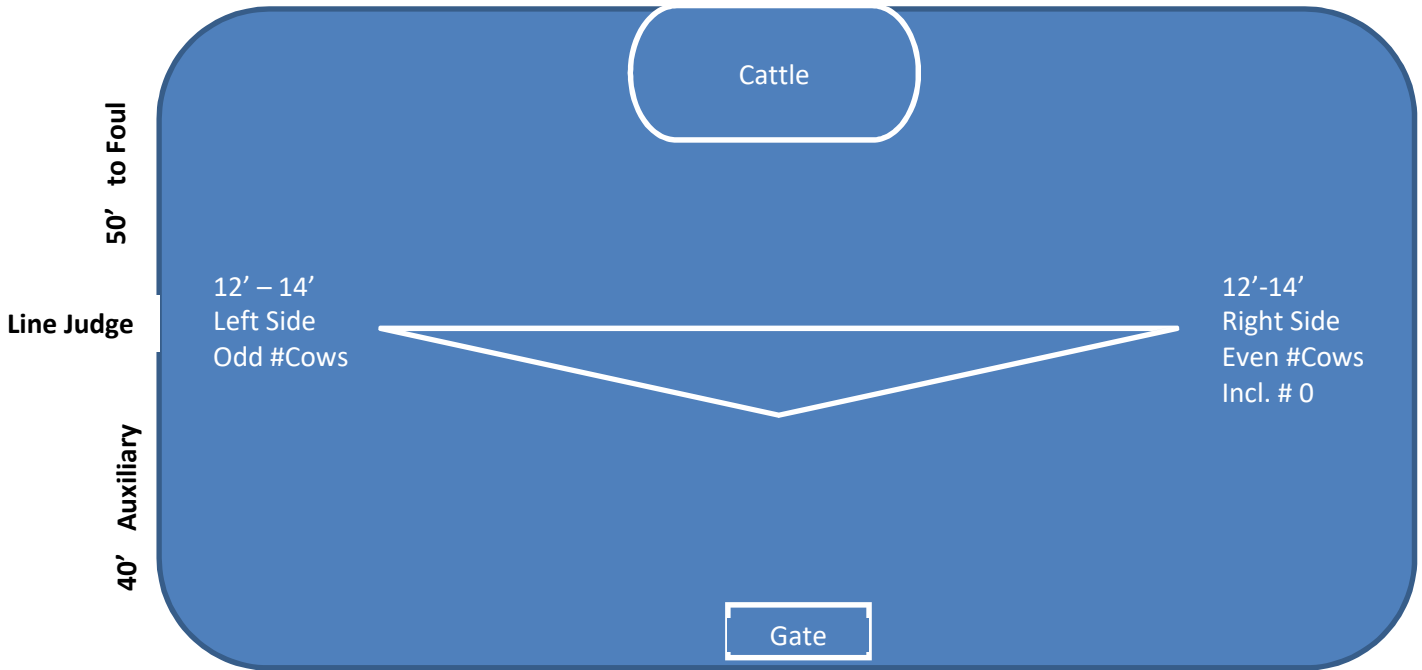 Cattle
50’ to Foul
12’ – 14’
Left Side
Odd #Cows
Line Judge
12’-14’
Right Side
Even #Cows
Incl. # 0
40’ Auxiliary
Gate